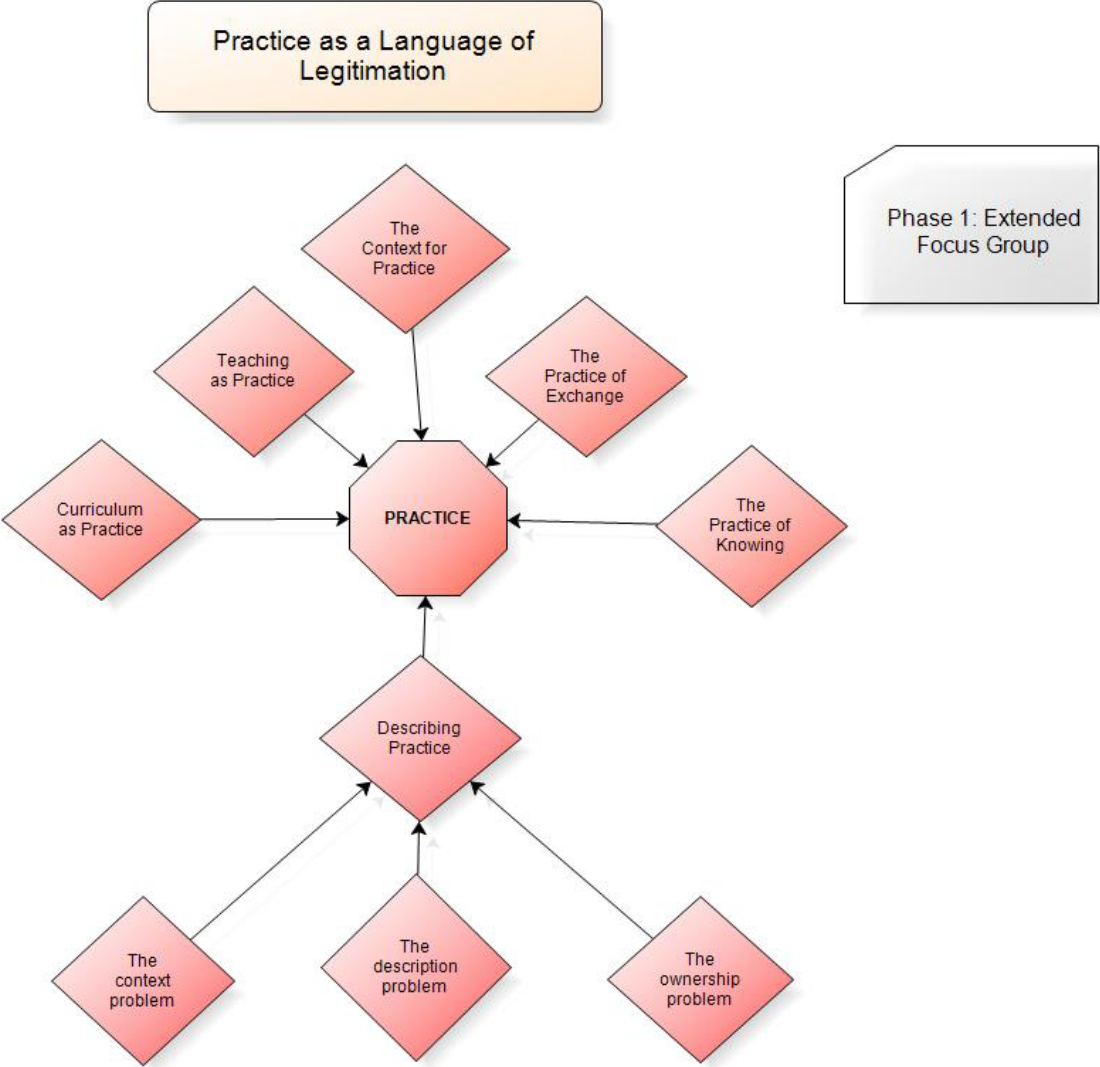 Practice as a Language of
Legitimation
Phase 1: Extended
Focus Group
The
Context for
Practice
Teaching
as Practice
The
Practice of
Exchange
Curriculum
as Practice
PRACTICE
The
Practice of
Knowing
Describing
Practice
The
context
problem
The
description
problem
The
ownership
problem